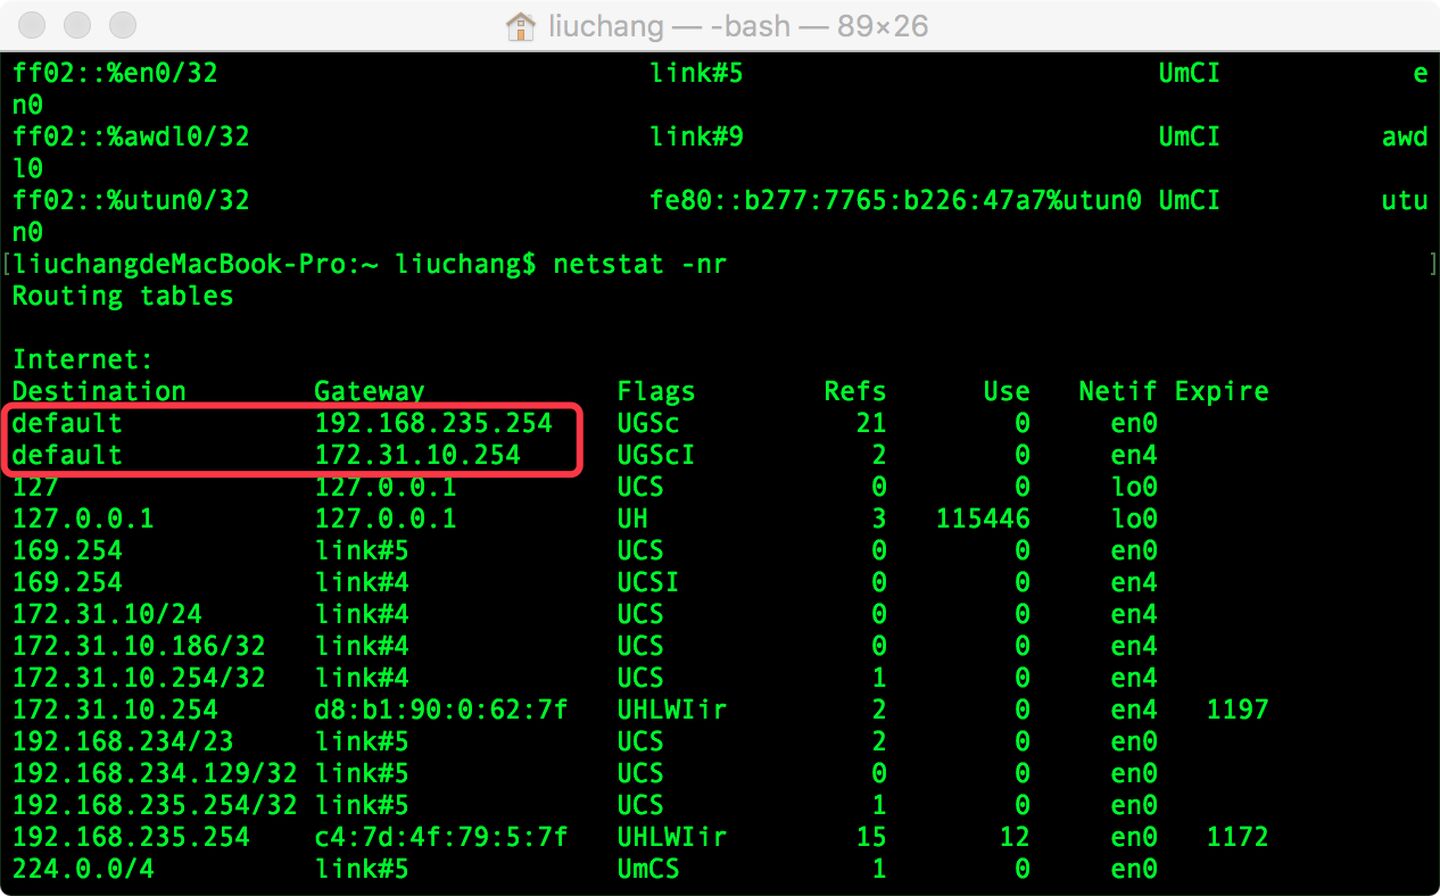 liuchang — -bash — 89×26
ff02::%en0/32 link#5 UmCI e
n0
ff02::%awdl0/32 link#9 UmCI awd
l0
ff02::%utun0/32 fe80::b277:7765:b226:47a7%utun0 UmCI utu
n0
[liuchangdeMacBook-Pro:~ liuchang$ netstat -nr ]
Routing tables
Internet:
Destination Gateway Flags Refs Use Netif Expire
default 192.168.235.254 UGSc 21 0 en0
default 172.31.10.254 UGScI 2 0 en4
127 127.0.0.1 UCS 0 0 lo0
127.0.0.1 127.0.0.1 UH 3 115446 lo0
169.254 link#5 UCS 0 0 en0
169.254 link#4 UCSI 0 0 en4
172.31.10/24 link#4 UCS 0 0 en4
172.31.10.186/32 link#4 UCS 0 0 en4
172.31.10.254/32 link#4 UCS 1 0 en4
172.31.10.254 d8:b1:90:0:62:7f UHLWIir 2 0 en4 1197
192.168.234/23 link#5 UCS 2 0 en0
192.168.234.129/32 link#5 UCS 0 0 en0
192.168.235.254/32 link#5 UCS 1 0 en0
192.168.235.254 c4:7d:4f:79:5:7f UHLWIir 15 12 en0 1172
224.0.0/4 link#5 UmCS 1 0 en0